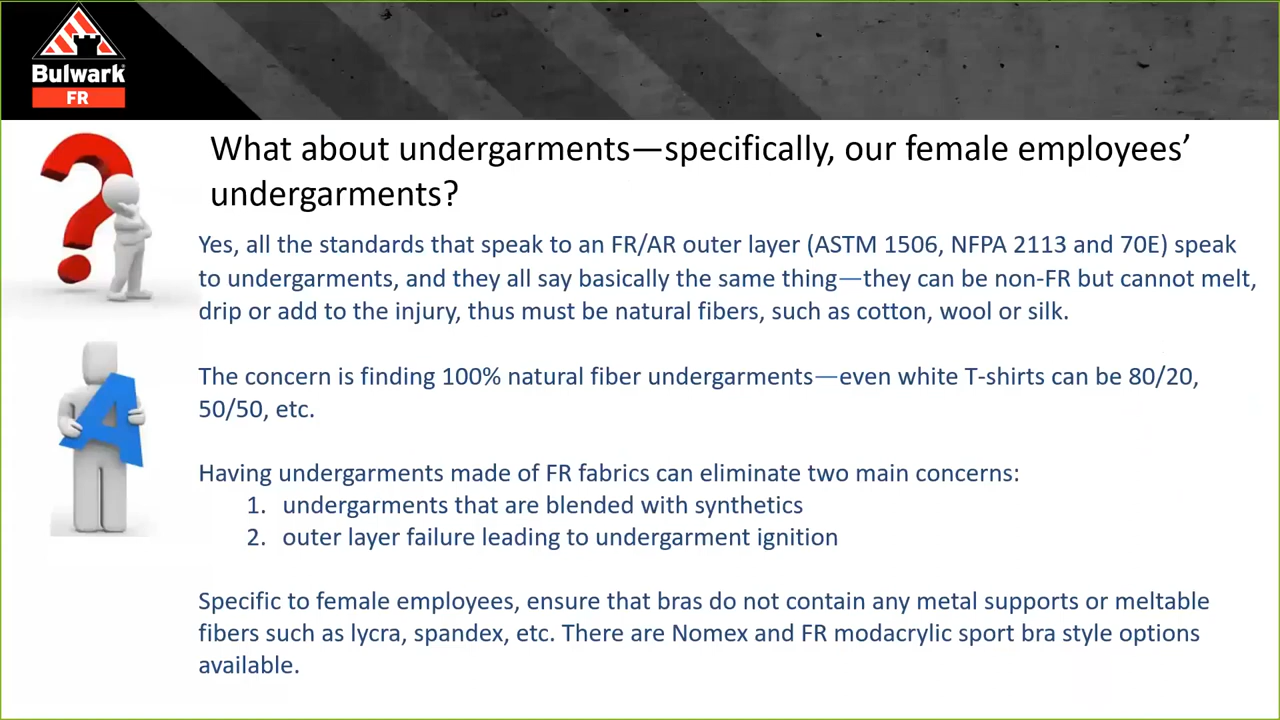 Bulwark
FR
What about undergarments—specifically, our female employees’
undergarments?
Yes, all the standards that speak to an FR/AR outer layer (ASTM 1506, NFPA 2113 and 70E) speak
to undergarments, and they all say basically the same thing—they can be non-FR but cannot melt,
drip or add to the injury, thus must be natural fibers, such as cotton, wool or silk.
The concern is finding 100% natural fiber undergarments—even white T-shirts can be 80/20,
50/50, etc.
Having undergarments made of FR fabrics can eliminate two main concerns:
1. undergarments that are blended with synthetics
2. outer layer failure leading to undergarment ignition
Specific to female employees, ensure that bras do not contain any metal supports or meltable
fibers such as lycra, spandex, etc. There are Nomex and FR modacrylic sport bra style options
available.